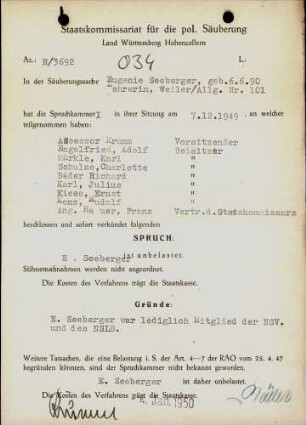 Staatskommissariat für die pol. Säuberung
Land Württemberg Hohenzollern
Az.: N/3692
034
L:
In der Säuberungssache Eugenie Seeberger, geb.6.6.90
Lehrerin, Weiler/Allg. Nr. 101
hat die Spruchkammer I in ihrer Sitzung am 7.12.1949 an welcher
teilgenommen haben:
Assessor Krumm Vorsitzender
Nagelfried, Adolf Beisitzer
Märkle, Karl "
Schulze, Charlotte "
Bäder Richard "
Karl, Julius "
Kiess, Ernst "
Rudolf "
Ang. Bauer, Franz Vertr.d.Staatskommissars
beschlossen und sofort verkündet folgenden
SPRUCH:
E. Seeberger ist unbelastet.
Sühnemaßnahmen werden nicht angeordnet.
Die Kosten des Verfahrens trägt die Staatskasse.
Gründe:
E. Seeberger war lediglich Mitglied der NSV.
und des NSLB.
Weitere Tatsachen, die eine Belastung i. S. der Art. 4—7 der RAO vom 25. 4. 47
begründen könnten, sind der Spruchkammer nicht bekannt geworden.
E. Seeberger ist daher unbelastet.
Die Kosten des Verfahrens trägt die Staatskasse.
4. Jan. 1950